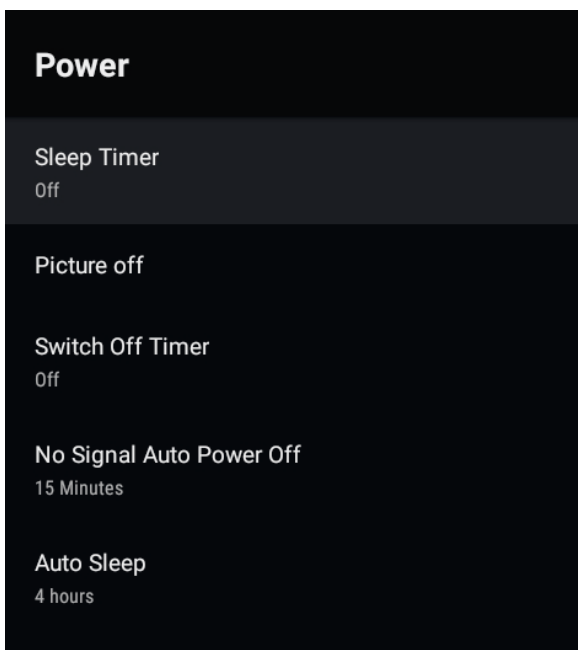 Power
Sleep Timer
Off
Picture off
Switch Off Timer
Off
No Signal Auto Power Off
15 Minutes
Auto Sleep
4 hours